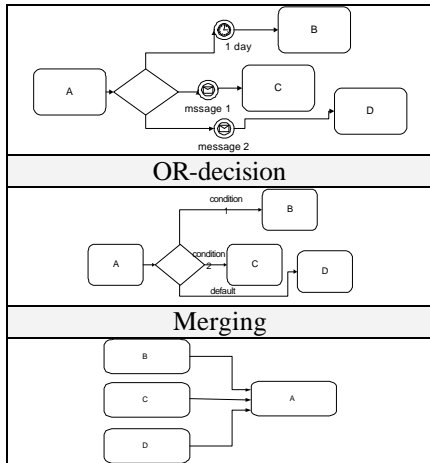 B
1 day
A
C
mssage 1
D
message 2
OR-decision
condition
1
B
A
condition
2
C
D
default
Merging
B
C
A
D